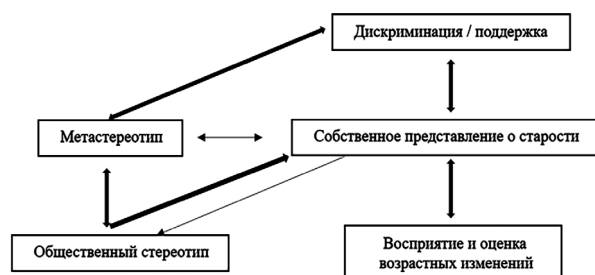 Дискриминация / поддержка
Метастереотип
Собственное представление о старости
Общественный стереотип
Восприятие и оценка
возрастных изменений